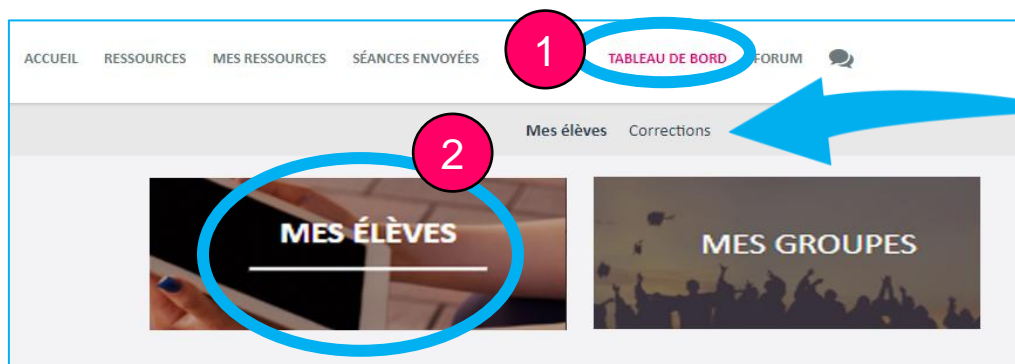 1
ACCUEIL RESSOURCES MES RESSOURCES SÉANCES ENVOYÉES TABLEAU DE BORD FORUM
Mes élèves Corrections
2
MES ÉLÈVES
MES GROUPES